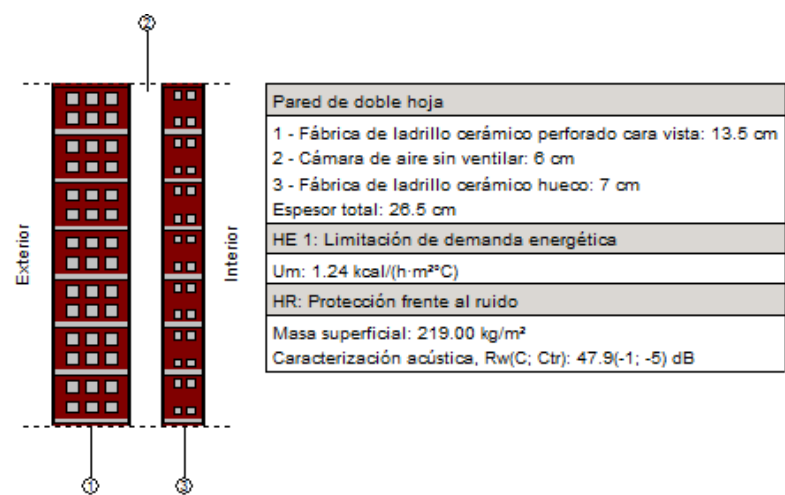 2
Exterior
Interior
1
3
Pared de doble hoja
1 - Fábrica de ladrillo cerámico perforado cara vista: 13.5 cm
2 - Cámara de aire sin ventilar: 6 cm
3 - Fábrica de ladrillo cerámico hueco: 7 cm
Espesor total: 26.5 cm
HE 1: Limitación de demanda energética
Um: 1.24 kcal/(h·m²°C)
HR: Protección frente al ruido
Masa superficial: 219.00 kg/m²
Caracterización acústica, Rw(C; Ctr): 47.9(-1; -5) dB